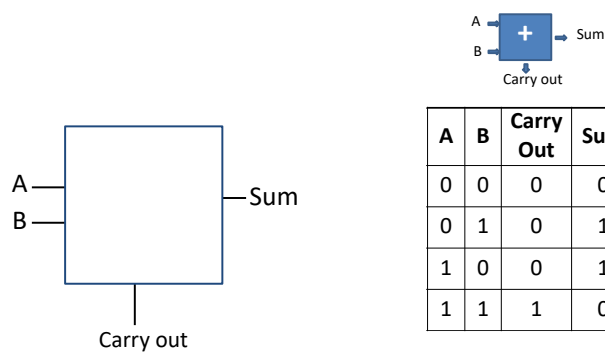 A
B
+
Sum
Carry out
A
B
Sum
Carry out
A B Carry Out Su
0 0 0 0
0 1 0 1
1 0 0 1
1 1 1 0